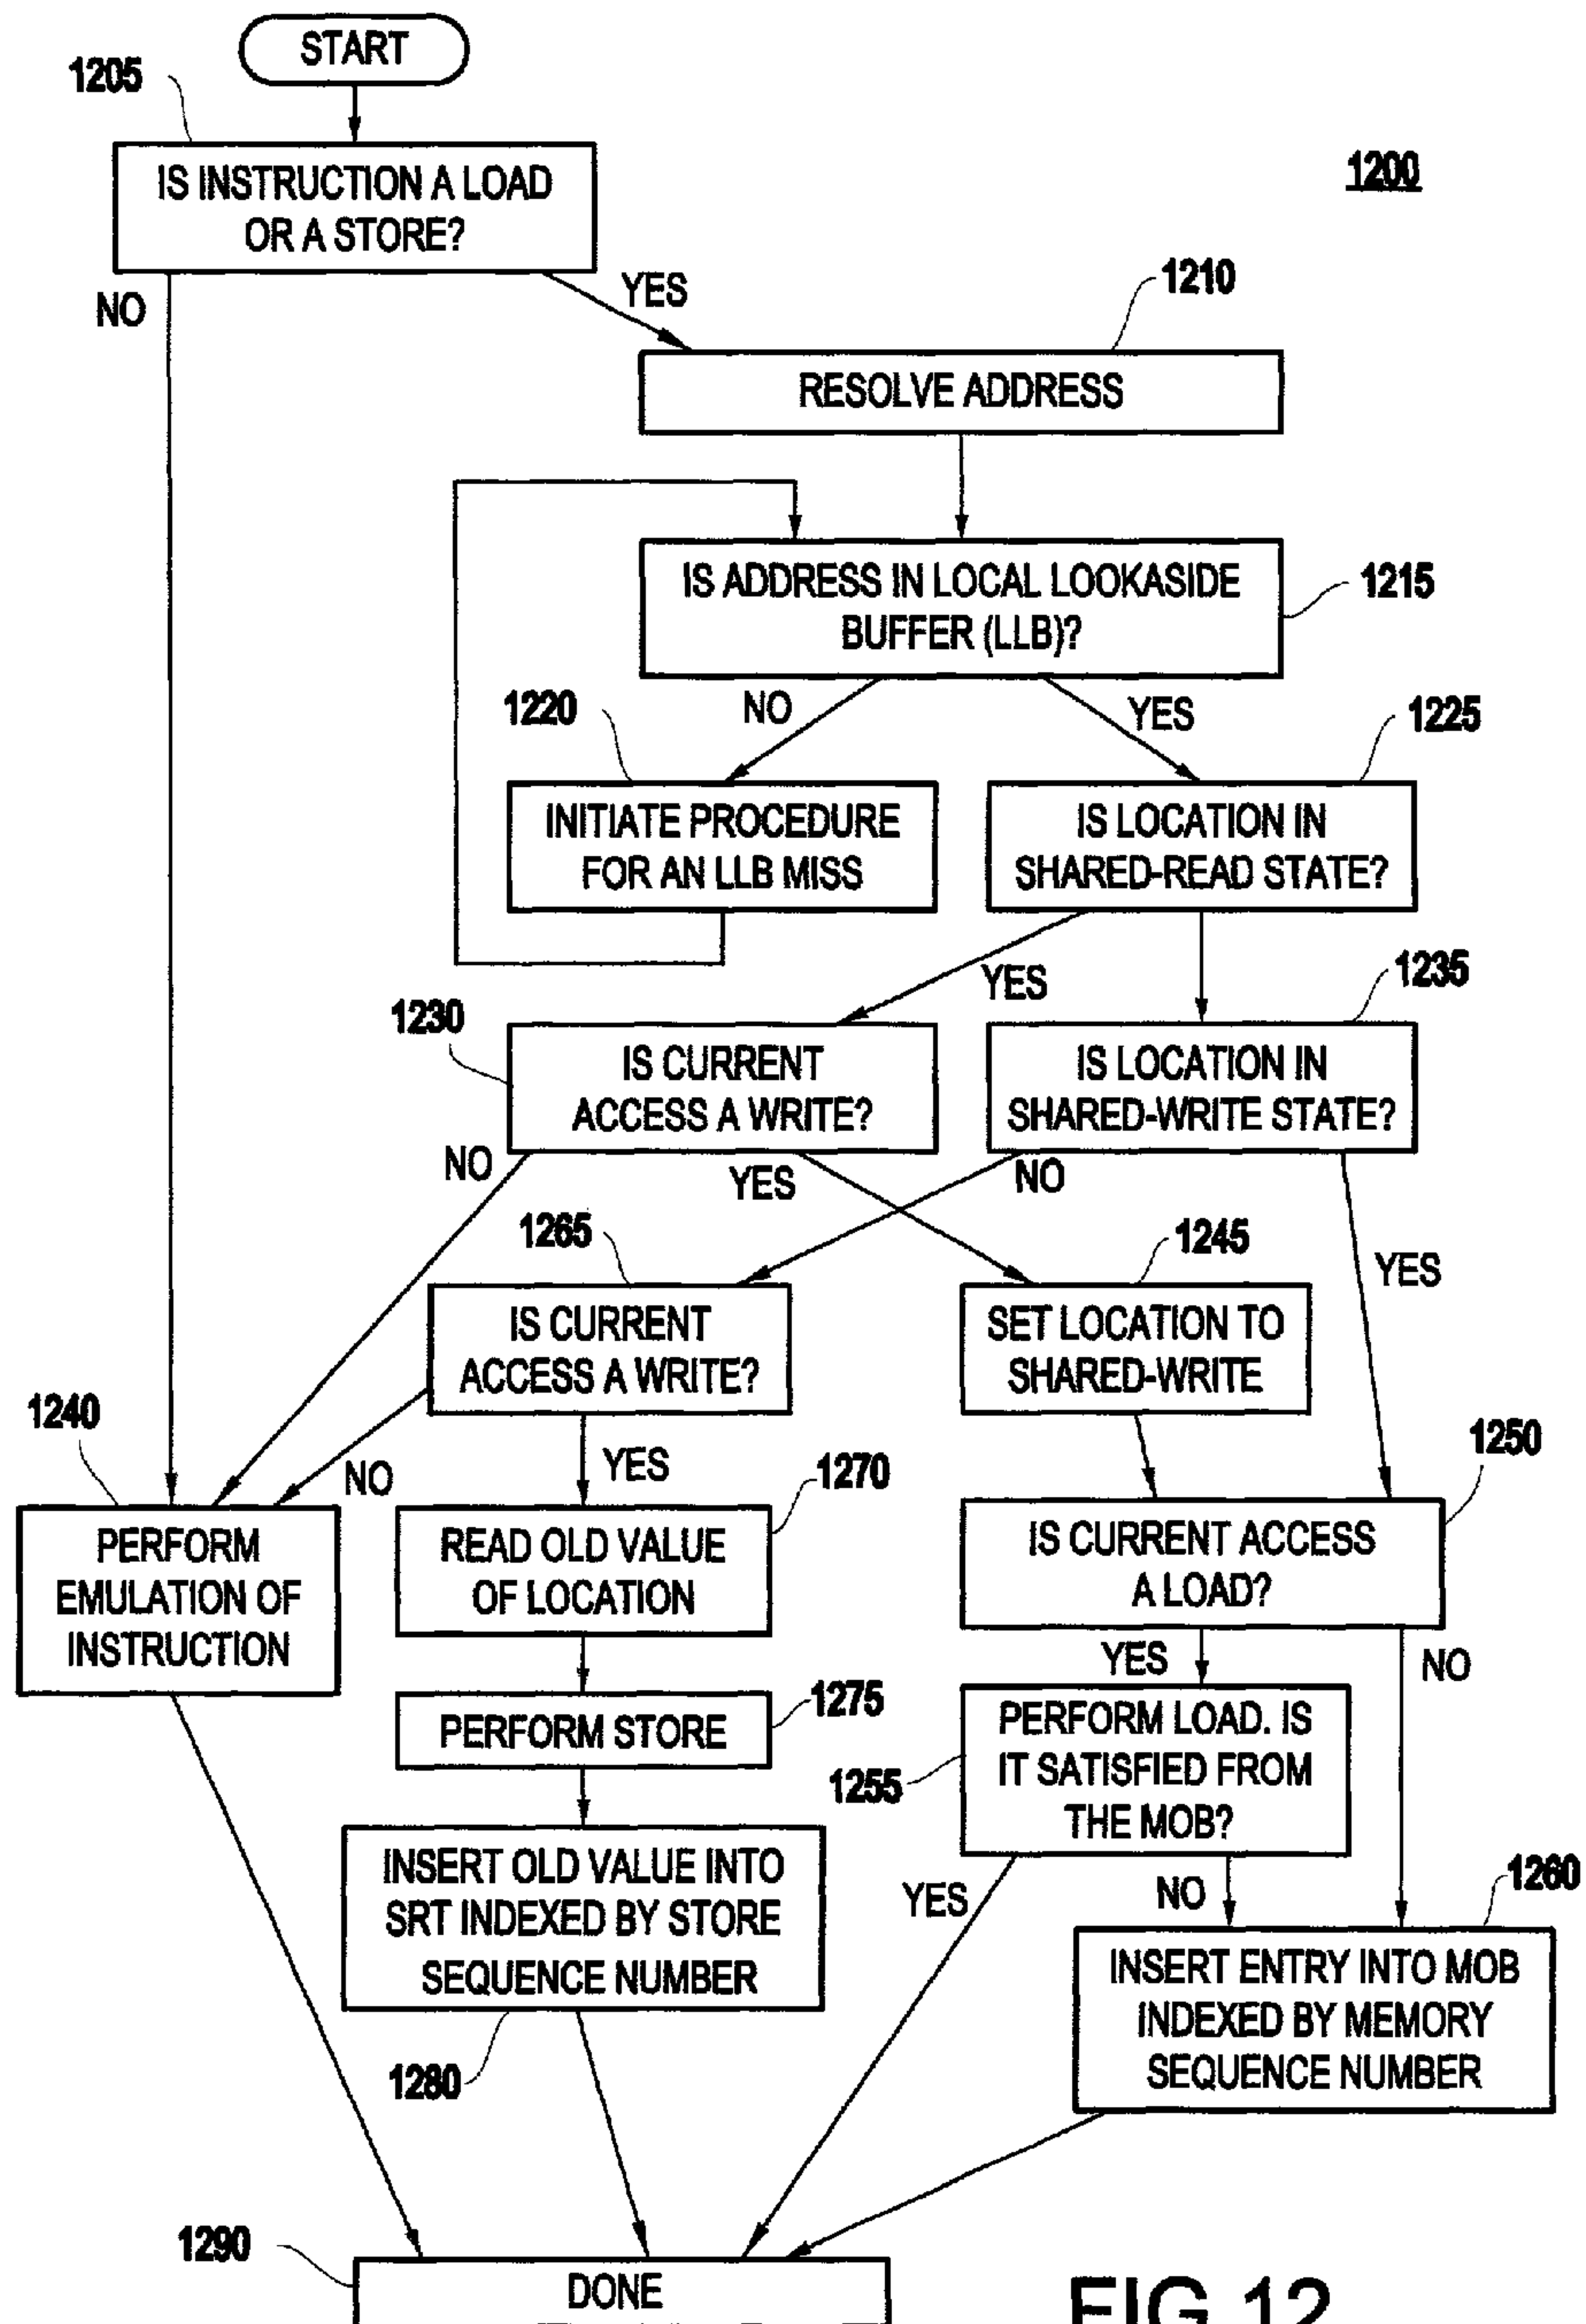 START
1205
IS INSTRUCTION A LOAD
OR A STORE?
1200
NO
YES
1210
RESOLVE ADDRESS
IS ADDRESS IN LOCAL LOOKASIDE
BUFFER (LLB)?
1215
1220
NO
YES
1225
INITIATE PROCEDURE
FOR AN LLB MISS
IS LOCATION IN
SHARED-READ STATE?
YES
1230
1235
IS CURRENT
ACCESS A WRITE?
IS LOCATION IN
SHARED-WRITE STATE?
NO
YES
NO
YES
1265
1245
IS CURRENT
ACCESS A WRITE?
SET LOCATION TO
SHARED-WRITE
1240
NO
YES
1270
1250
PERFORM
EMULATION OF
INSTRUCTION
READ OLD VALUE
OF LOCATION
IS CURRENT ACCESS
A LOAD?
YES
NO
PERFORM STORE
1275
1255
PERFORM LOAD. IS
IT SATISFIED FROM
THE MOB?
INSERT OLD VALUE INTO
SRT INDEXED BY STORE
SEQUENCE NUMBER
1280
YES
NO
1260
INSERT ENTRY INTO MOB
INDEXED BY MEMORY
SEQUENCE NUMBER
1290
DONE
FIG.12